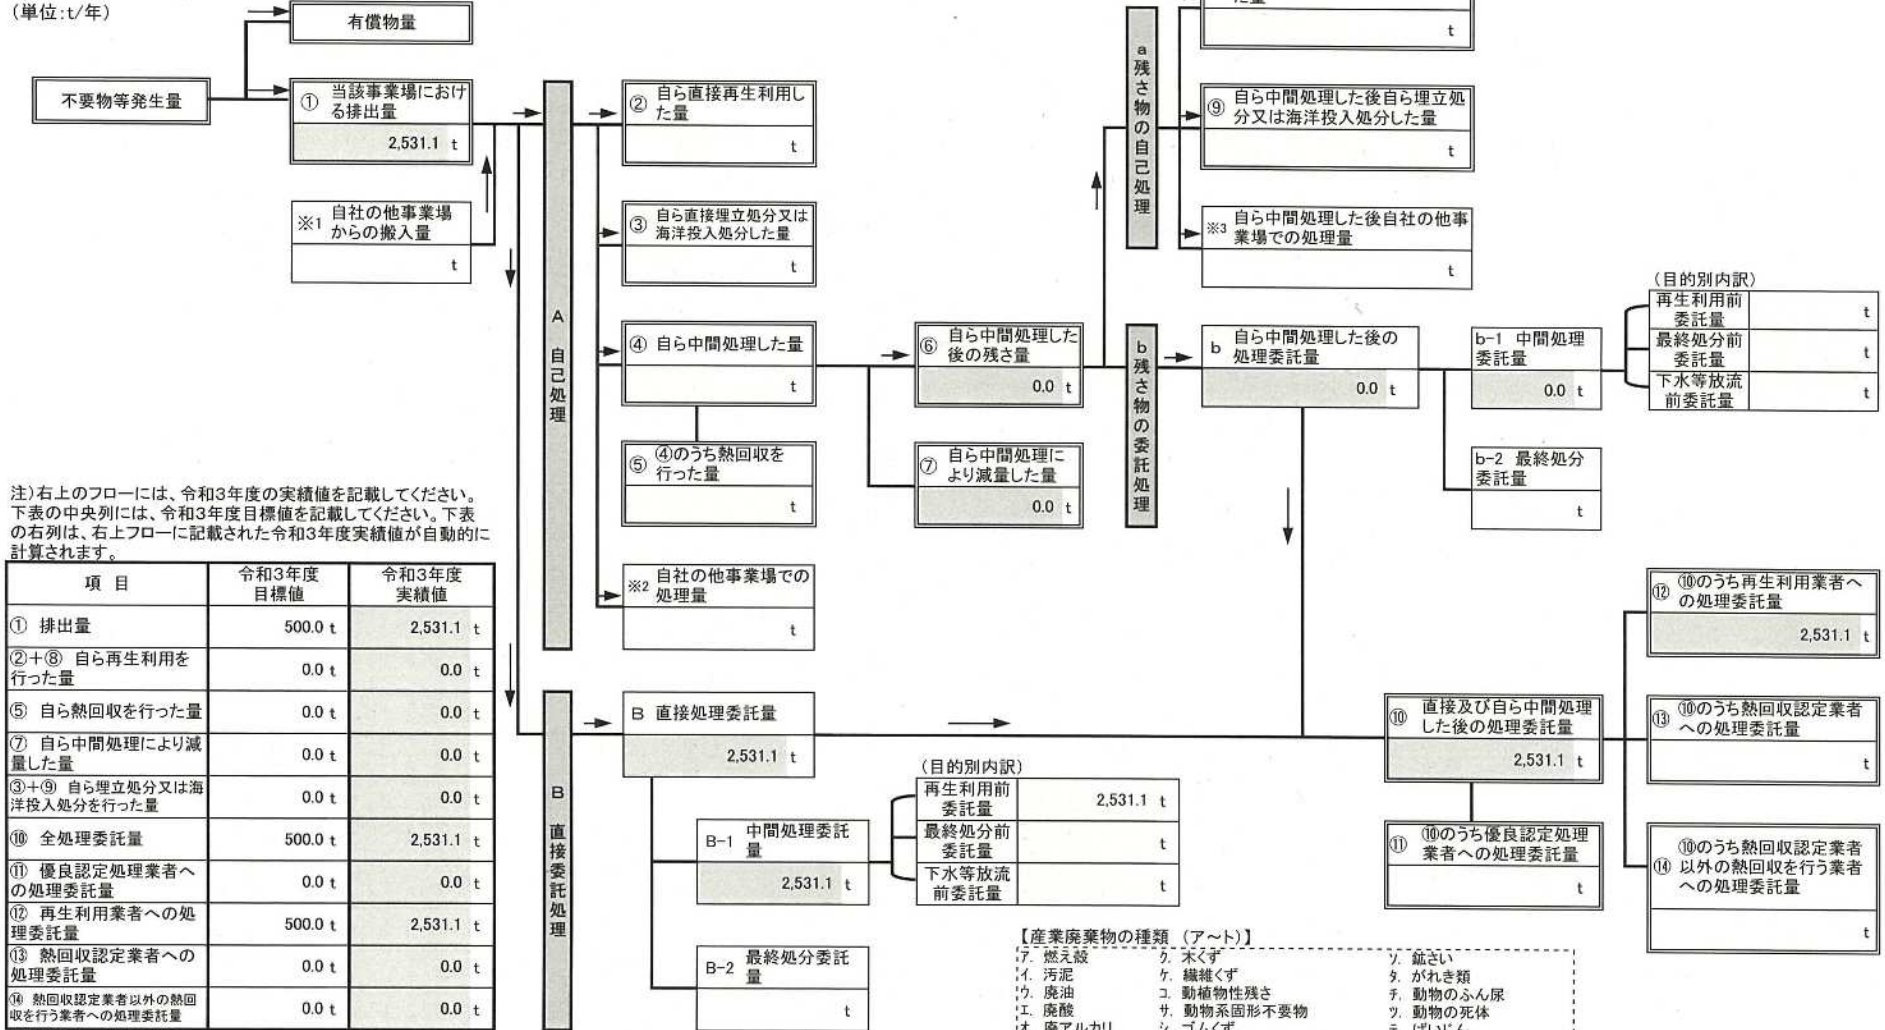 (単位:t/年)
有償物量
不要物等発生量
① 当該事業場におけ
る排出量
2,531.1 t
※1 自社の他事業場
からの搬入量
t
A 自己処理
② 自ら直接再生利用し
た量
t
③ 自ら直接埋立処分又は
海洋投入処分した量
t
④ 自ら中間処理した量
t
⑤ ④のうち熱回収を
行った量
t
※2 自社の他事業場での
処理量
t
⑥ 自ら中間処理した
後の残さ量
0.0 t
⑦ 自ら中間処理に
より減量した量
0.0 t
a 残さ物の自己処理
た量
t
⑨ 自ら中間処理した後自ら埋立処
分又は海洋投入処分した量
t
※3 自ら中間処理した後自社の他事
業場での処理量
t
b 残さ物の委託処理
b 自ら中間処理した後の
処理委託量
0.0 t
b-1 中間処理
委託量
0.0 t
(目的別内訳)
再生利用前
委託量 t
最終処分前
委託量 t
下水等放流
前委託量 t
b-2 最終処分
委託量
t
注)右上のフローには、令和3年度の実績値を記載してください。
下表の中央列には、令和3年度目標値を記載してください。下表
の右列は、右上フローに記載された令和3年度実績値が自動的に
計算されます。
項 目 令和3年度 令和3年度
目標値 実績値
① 排出量 500.0 t 2,531.1 t
②+⑧ 自ら再生利用を
行った量 0.0 t 0.0 t
⑤ 自ら熱回収を行った量 0.0 t 0.0 t
⑦ 自ら中間処理により減
量した量 0.0 t 0.0 t
③+⑨ 自ら埋立処分又は海
洋投入処分を行った量 0.0 t 0.0 t
⑩ 全処理委託量 500.0 t 2,531.1 t
⑪ 優良認定処理業者へ
の処理委託量 0.0 t 0.0 t
⑫ 再生利用業者への処
理委託量 500.0 t 2,531.1 t
⑬ 熱回収認定業者への
処理委託量 0.0 t 0.0 t
⑭ 熱回収認定業者以外の熱回
収を行う業者への処理委託量 0.0 t 0.0 t
B 直接委託処理
B 直接処理委託量
2,531.1 t
B-1 中間処理委託
量
2,531.1 t
(目的別内訳)
再生利用前
委託量 2,531.1 t
最終処分前
委託量 t
下水等放流
前委託量 t
B-2 最終処分委託
量
t
⑩ 直接及び自ら中間処理
した後の処理委託量
2,531.1 t
⑪ ⑩のうち優良認定処理
業者への処理委託量
t
⑫ ⑩のうち再生利用業者へ
の処理委託量
2,531.1 t
⑬ ⑩のうち熱回収認定業者
への処理委託量
t
⑭ ⑩のうち熱回収認定業者
以外の熱回収を行う業者
への処理委託量
t
【産業廃棄物の種類 (ア~ト)】
ア. 燃え殻 ク. 木くず ソ. 鉱さい
イ. 汚泥 ケ. 繊維くず タ. がれき類
ウ. 廃油 コ. 動植物性残さ チ. 動物のふん尿
エ. 廃酸 サ. 動物系固形不要物 ツ. 動物の死体
オ. 廃アルカリ シ. ゴムくず テ. ばいじん